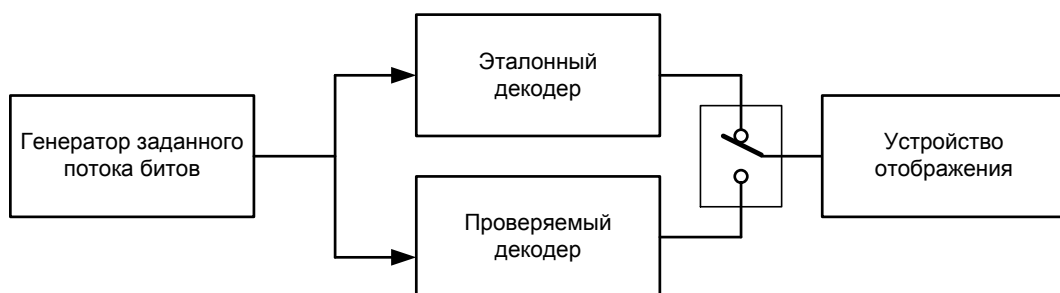 Эталонный
декодер
Генератор заданного
потока битов
Устройство
отображения
Проверяемый
декодер